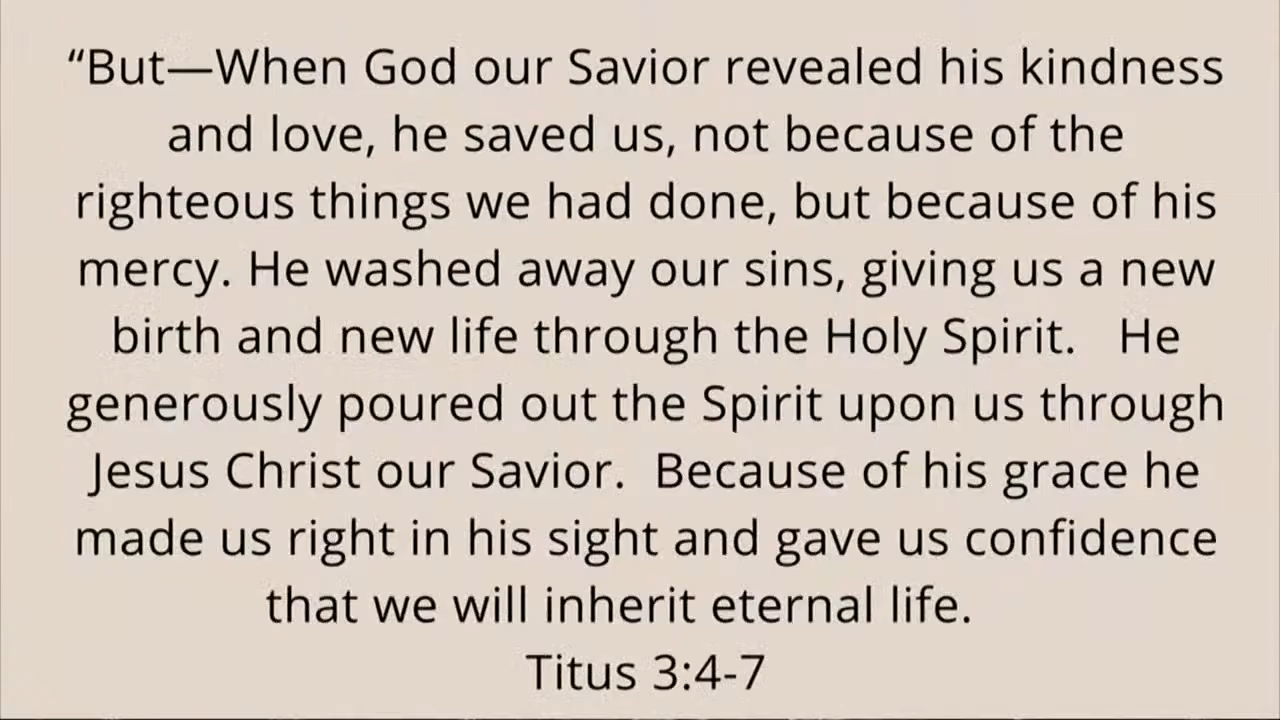 “But—When God our Savior revealed his kindness
and love, he saved us, not because of the
righteous things we had done, but because of his
mercy. He washed away our sins, giving us a new
birth and new life through the Holy Spirit.   He
generously poured out the Spirit upon us through
Jesus Christ our Savior.  Because of his grace he
made us right in his sight and gave us confidence
that we will inherit eternal life.
Titus 3:4-7